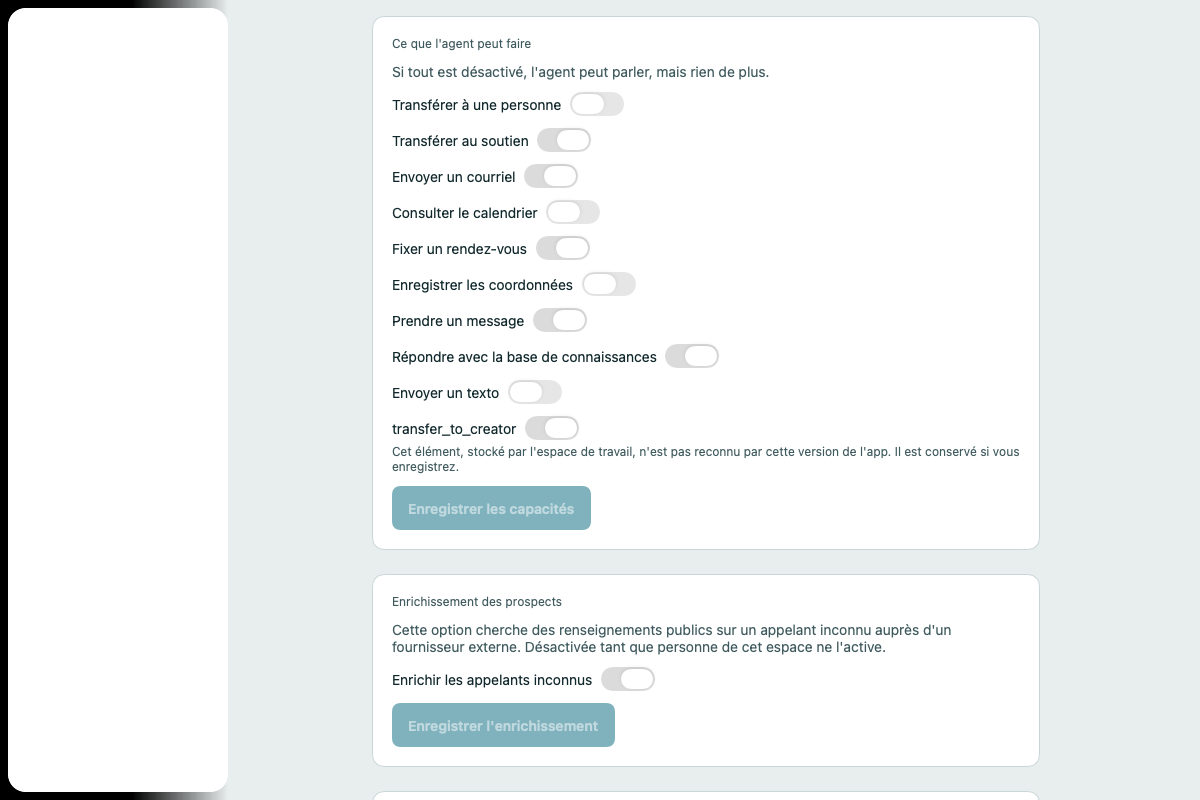 Ce que l'agent peut faire
Si tout est désactivé, l'agent peut parler, mais rien de plus.
Transférer à une personne
Transférer au soutien
Envoyer un courriel
Consulter le calendrier
Fixer un rendez-vous
Enregistrer les coordonnées
Prendre un message
Répondre avec la base de connaissances
Envoyer un texto
transfer_to_creator
Cet élément, stocké par l'espace de travail, n'est pas reconnu par cette version de l'app. Il est conservé si vous
enregistrez.
Enregistrer les capacités
Enrichissement des prospects
Cette option cherche des renseignements publics sur un appelant inconnu auprès d'un
fournisseur externe. Désactivée tant que personne de cet espace ne l'active.
Enrichir les appelants inconnus
Enregistrer l'enrichissement